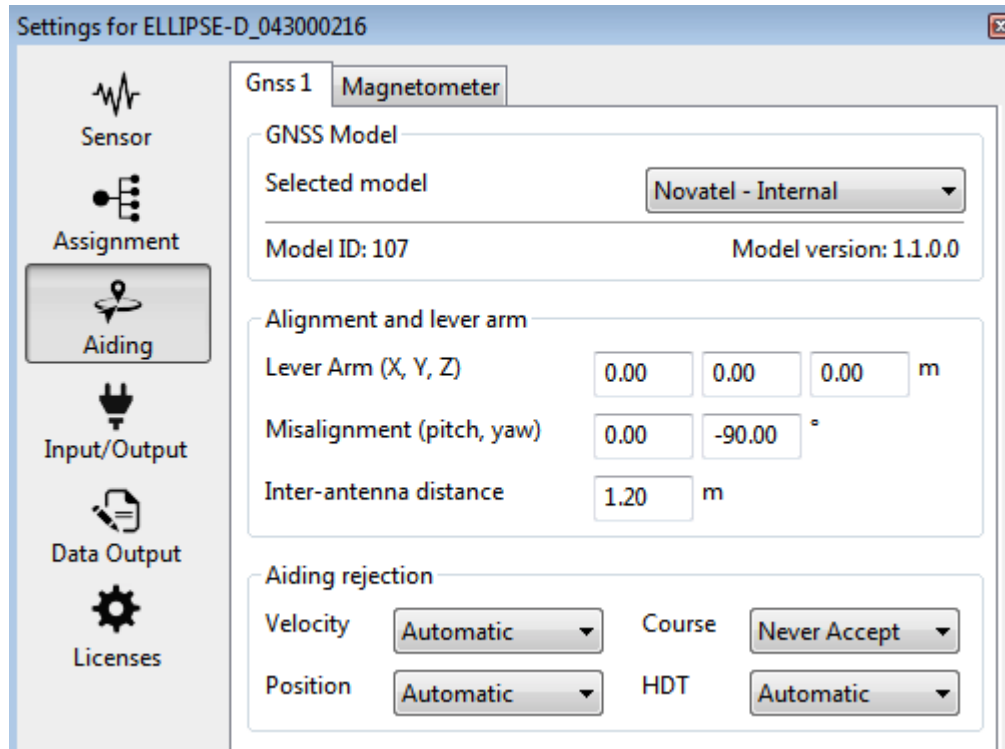 Settings for ELLIPSE-D_043000216
Sensor
Assignment
Aiding
Input/Output
Data Output
Licenses
Gnss 1 Magnetometer
GNSS Model
Selected model Novatel - Internal
Model ID: 107 Model version: 1.1.0.0
Alignment and lever arm
Lever Arm (X, Y, Z) 0.00 0.00 0.00 m
Misalignment (pitch, yaw) 0.00 -90.00 °
Inter-antenna distance 1.20 m
Aiding rejection
Velocity Automatic Course Never Accept
Position Automatic HDT Automatic